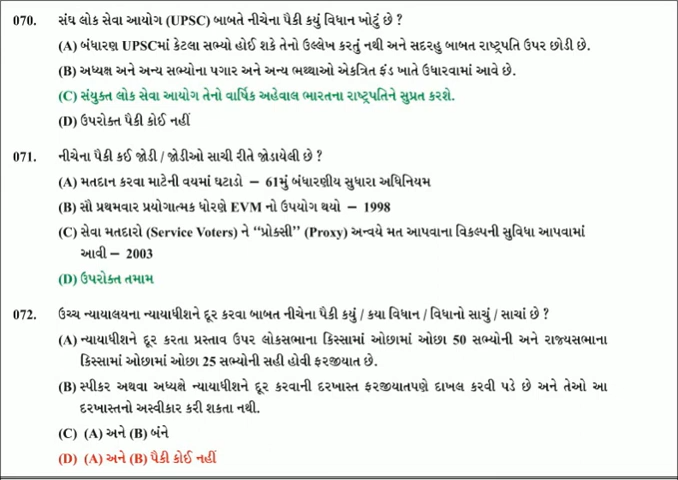 070. સંઘ લોક સેવા આયોગ (UPSC) બાબતે નીચેના પૈકી કયું વિધાન ખોટું છે ?
(A) બંધારણ UPSCમાં કેટલા સભ્યો હોઈ શકે તેનો ઉલ્લેખ કરતું નથી અને સદરહુ બાબત રાષ્ટ્રપતિ ઉપર છોડી છે.
(B) અધ્યક્ષ અને અન્ય સભ્યોના પગાર અને અન્ય ભથ્થાઓ એકત્રિત ફંડ ખાતે ઉધારવામાં આવે છે.
(C) સંયુક્ત લોક સેવા આયોગ તેનો વાર્ષિક અહેવાલ ભારતના રાષ્ટ્રપતિને સુપ્રત કરશે.
(D) ઉપરોક્ત પૈકી કોઈ નહીં
071. નીચેના પૈકી કઈ જોડી / જોડીઓ સાચી રીતે જોડાયેલી છે ?
(A) મતદાન કરવા માટેની વયમાં ઘટાડો – 61મું બંધારણીય સુધારા અધિનિયમ
(B) સૌ પ્રથમવાર પ્રયોગાત્મક ધોરણે EVM નો ઉપયોગ થયો – 1998
(C) સેવા મતદારો (Service Voters) ને “પ્રોક્સી” (Proxy) અન્વયે મત આપવાના વિકલ્પની સુવિધા આપવામાં
આવી – 2003
(D) ઉપરોક્ત તમામ
072. ઉચ્ચ ન્યાયાલયના ન્યાયાધીશને દૂર કરવા બાબત નીચેના પૈકી કયું / કયા વિધાન / વિધાનો સાચું / સાચાં છે ?
(A) ન્યાયાધીશને દૂર કરતા પ્રસ્તાવ ઉપર લોકસભાના કિસ્સામાં ઓછામાં ઓછા 50 સભ્યોની અને રાજ્યસભાના
કિસ્સામાં ઓછામાં ઓછા 25 સભ્યોની સહી હોવી ફરજીયાત છે.
(B) સ્પીકર અથવા અધ્યક્ષે ન્યાયાધીશને દૂર કરવાની દરખાસ્ત ફરજીયાતપણે દાખલ કરવી પડે છે અને તેઓ આ
દરખાસ્તનો અસ્વીકાર કરી શકતા નથી.
(C) (A) અને (B) બંને
(D) (A) અને (B) પૈકી કોઈ નહીં